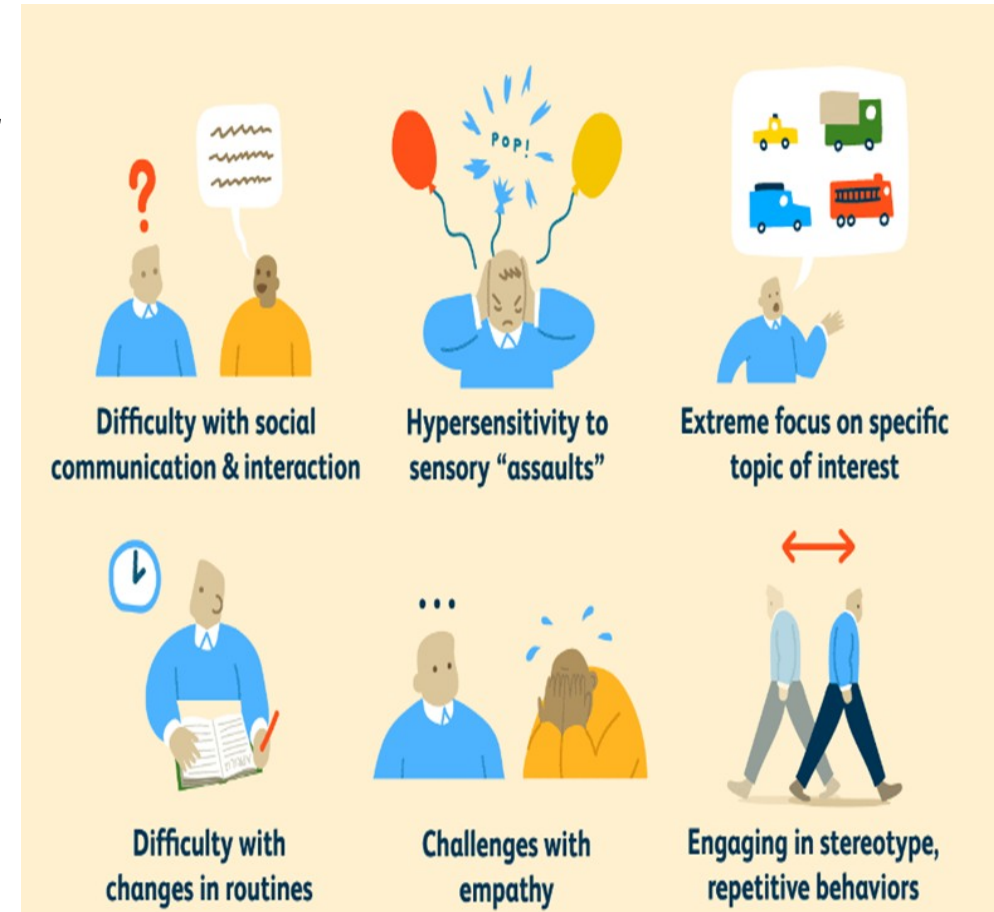 ?
POP!
Difficulty with social
communication & interaction
Hypersensitivity to
sensory “assaults”
Extreme focus on specific
topic of interest
...
Difficulty with
changes in routines
Challenges with
empathy
Engaging in stereotype,
repetitive behaviors